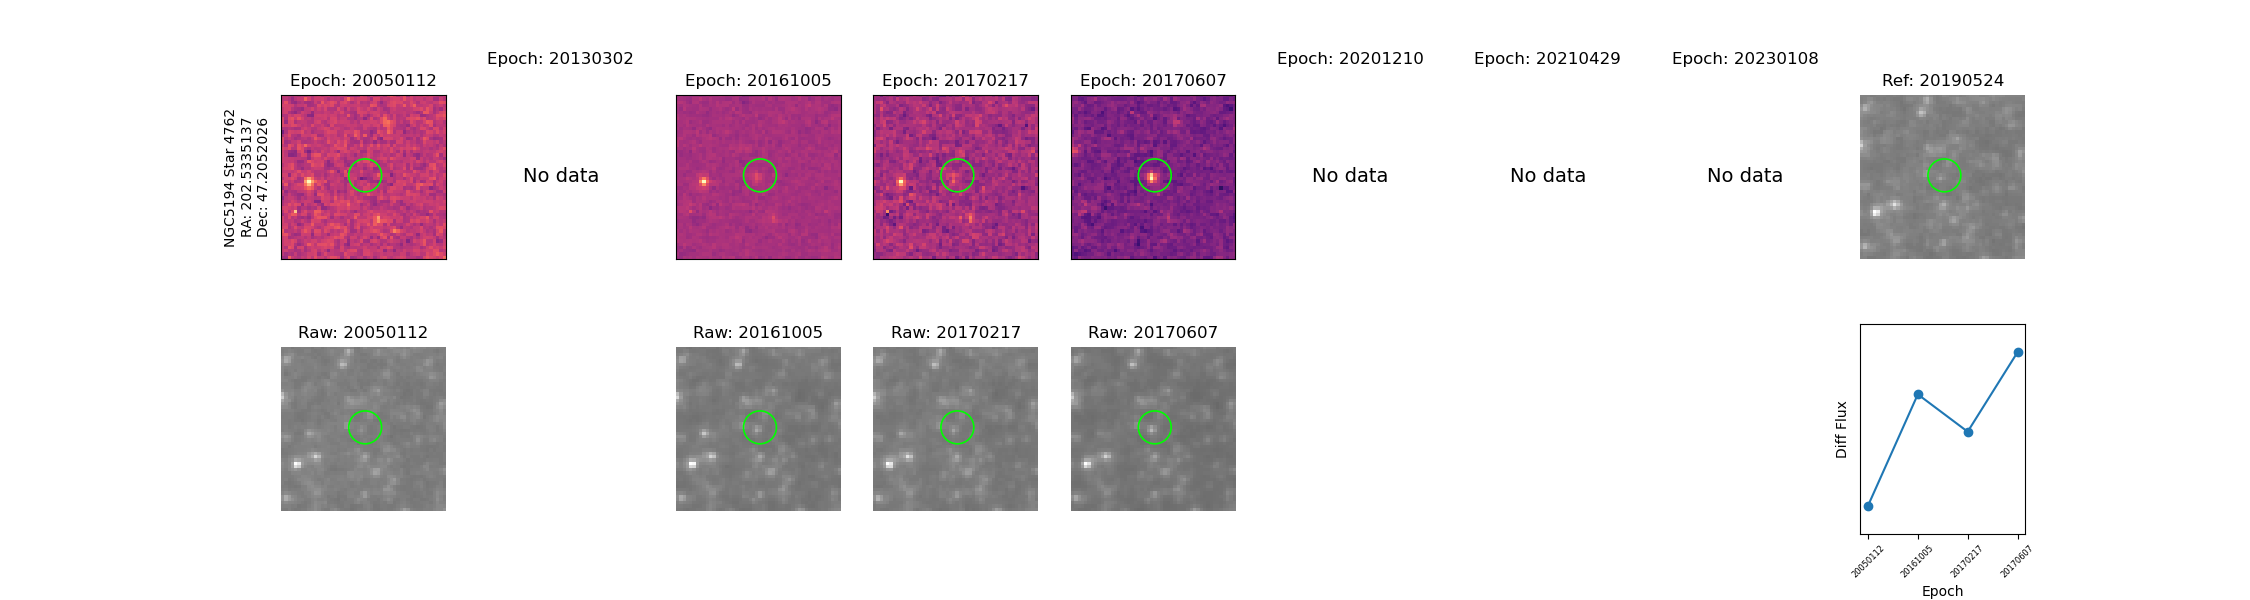 Epoch: 20130302
Epoch: 20201210
Epoch: 20210429
Epoch: 20230108
Epoch: 20050112
Epoch: 20161005
Epoch: 20170217
Epoch: 20170607
Ref: 20190524
NGC5194 Star 4762
RA: 202.5335137
Dec: 47.2052026
No data
No data
No data
No data
Raw: 20050112
Raw: 20161005
Raw: 20170217
Raw: 20170607
Diff Flux
20050112
20161005
20170217
20170607
Epoch